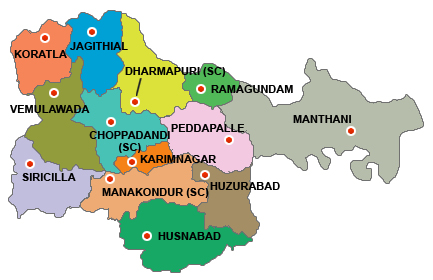 JAGITHIAL
KORATLA
DHARMAPURI (SC)
RAMAGUNDAM
VEMULAWADA
MANTHANI
PEDDAPALLE
CHOPPADANDI
(SC)
KARIMNAGAR
SIRICILLA
HUZURABAD
MANAKONDUR (SC)
HUSNABAD